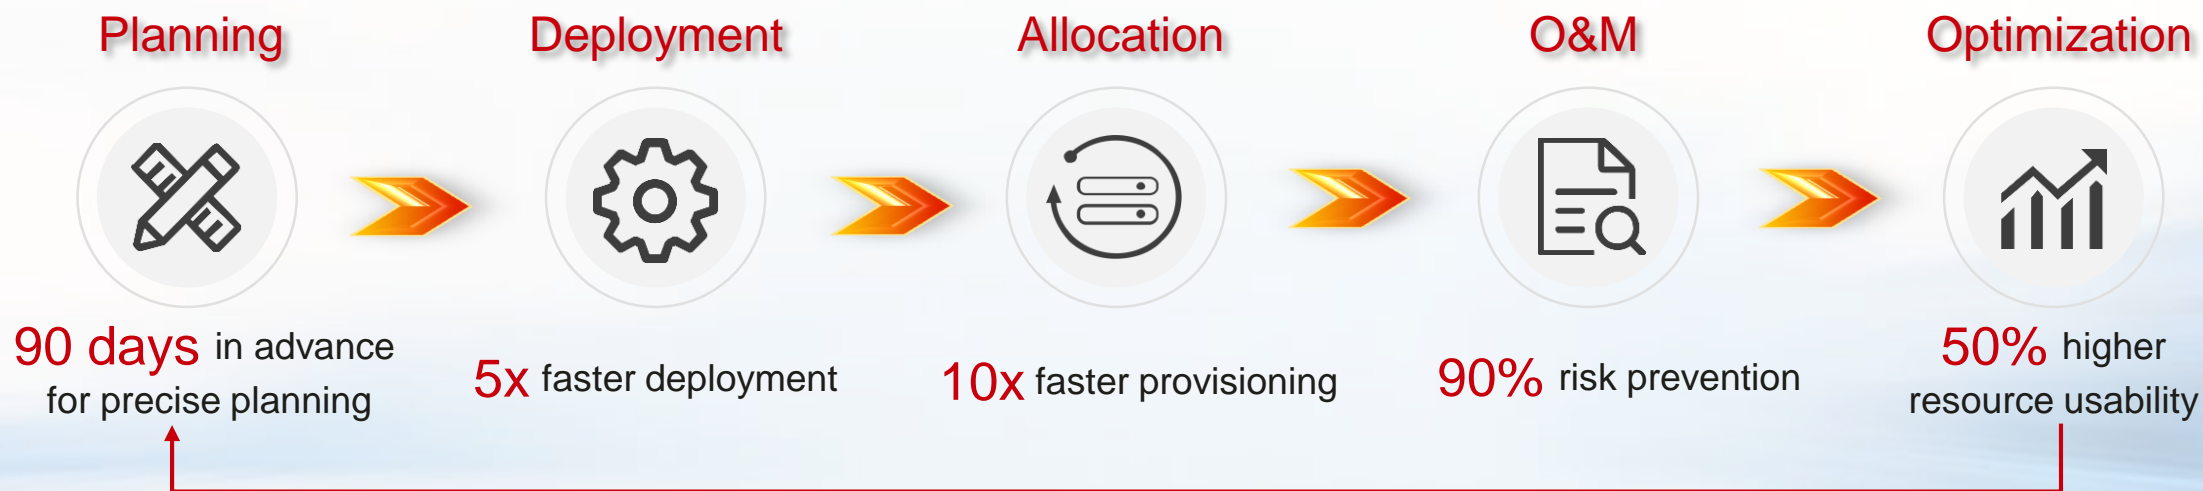 Planning
Deployment
Allocation
O&M
Optimization
90 days in advance
for precise planning
5x faster deployment
10x faster provisioning
90% risk prevention
50% higher
resource usability